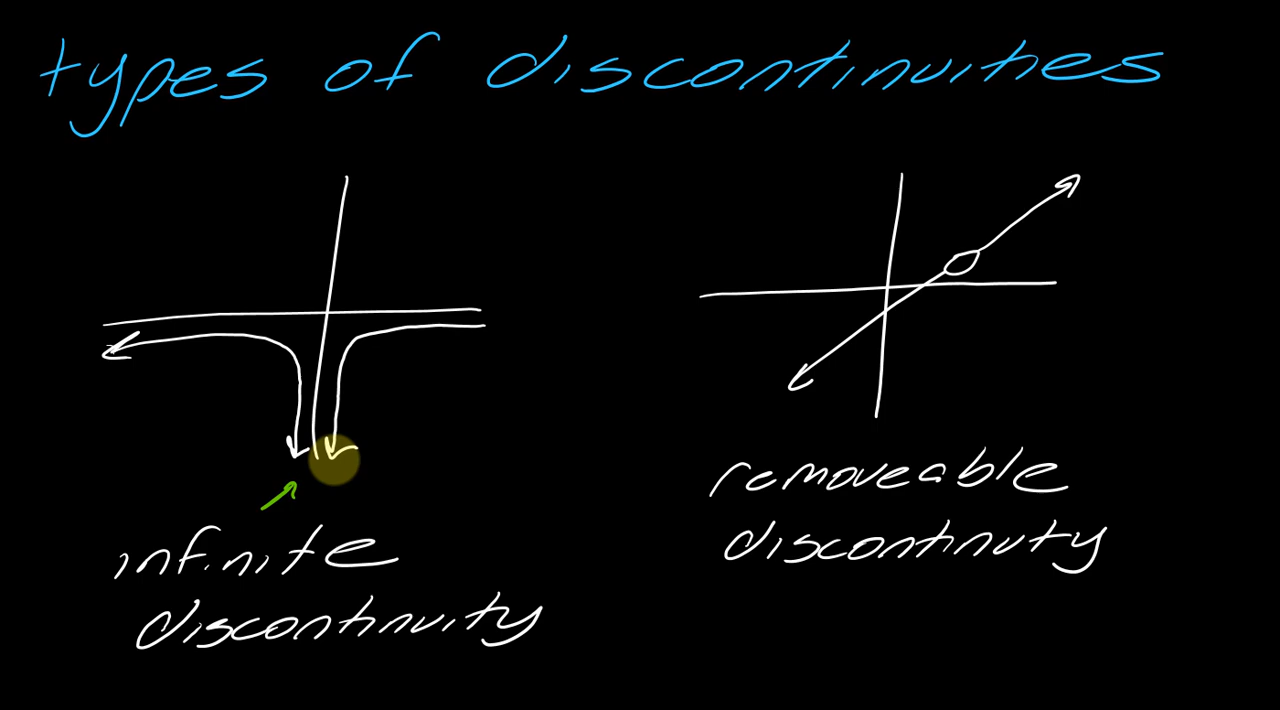 types of discontinuities
infinite
discontinuity
removeable
discontinuty